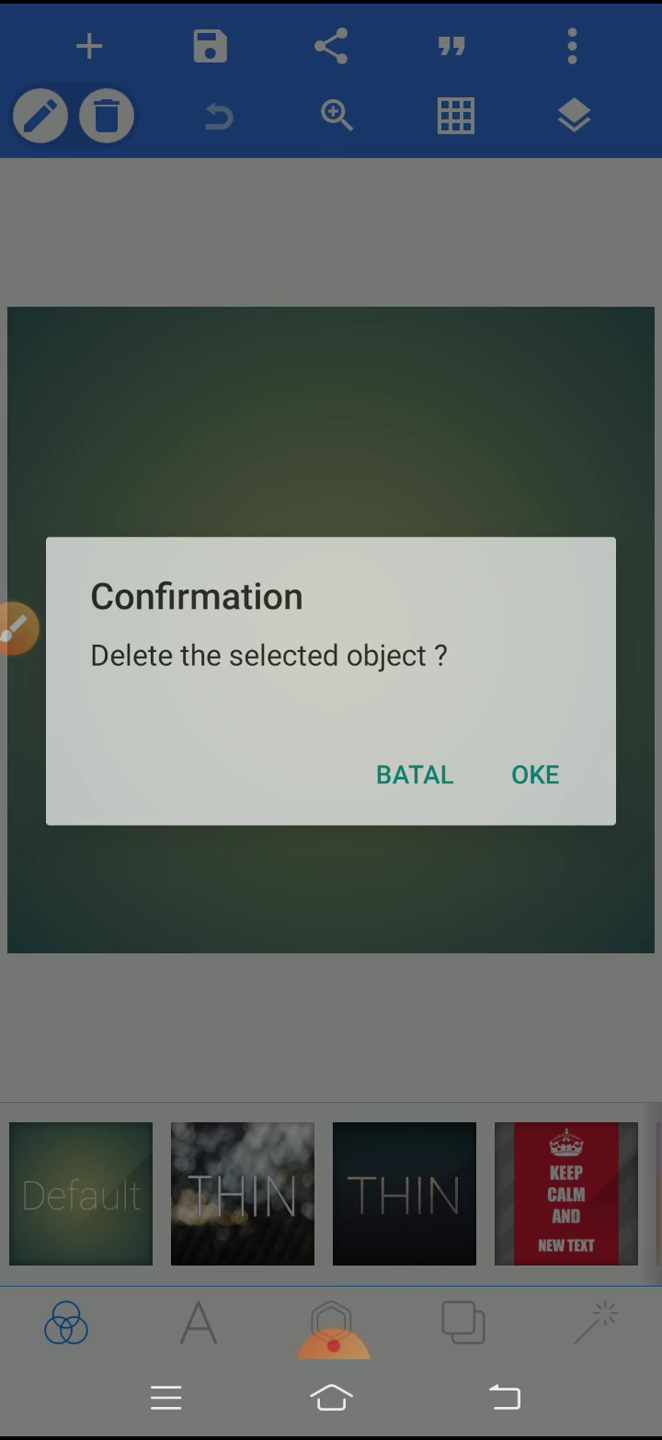 Confirmation
Delete the selected object ?
BATAL OKE
Default
THIN
THIN
KEEP
CALM
AND
NEW TEXT